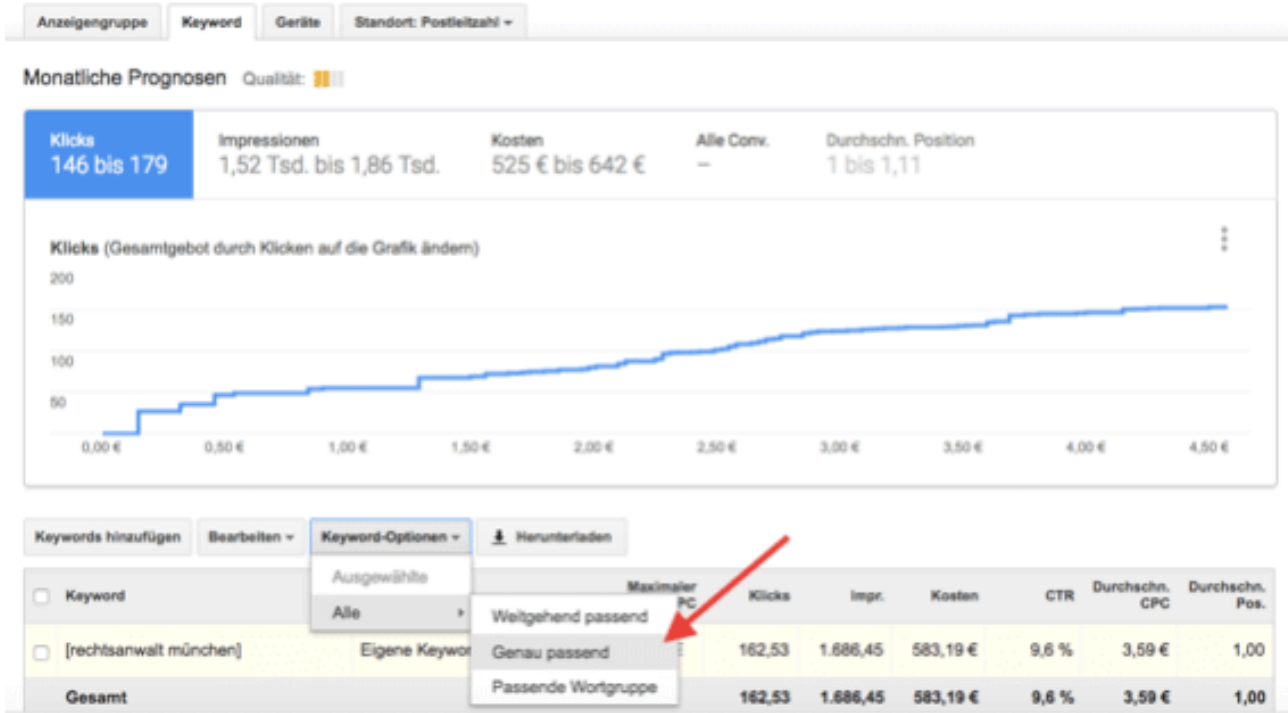 Anzeigengruppe Keyword Geräte Standort: Postleitzahl
Monatliche Prognosen Qualität:
Klicks Impressionen Kosten Alle Conv. Durchschn. Position
146 bis 179 1,52 Tsd. bis 1,86 Tsd. 525 € bis 642 € – 1 bis 1,11
Klicks (Gesamtgebot durch Klicken auf die Grafik ändern)
200
150
100
50
0,00 € 0,50 € 1,00 € 1,50 € 2,00 € 2,50 € 3,00 € 3,50 € 4,00 € 4,50 €
Keywords hinzufügen Bearbeiten Keyword-Optionen Herunterladen
Ausgewählte
Alle
Weitgehend passend
Genau passend
Passende Wortgruppe
Keyword Maximaler PC Klicks Impr. Kosten CTR Durchschn. CPC Durchschn. Pos.
[rechtsanwalt münchen] Eigene Keywor 162,53 1.686,45 583,19 € 9,6 % 3,59 € 1,00
Gesamt 162,53 1.686,45 583,19 € 9,6 % 3,59 € 1,00